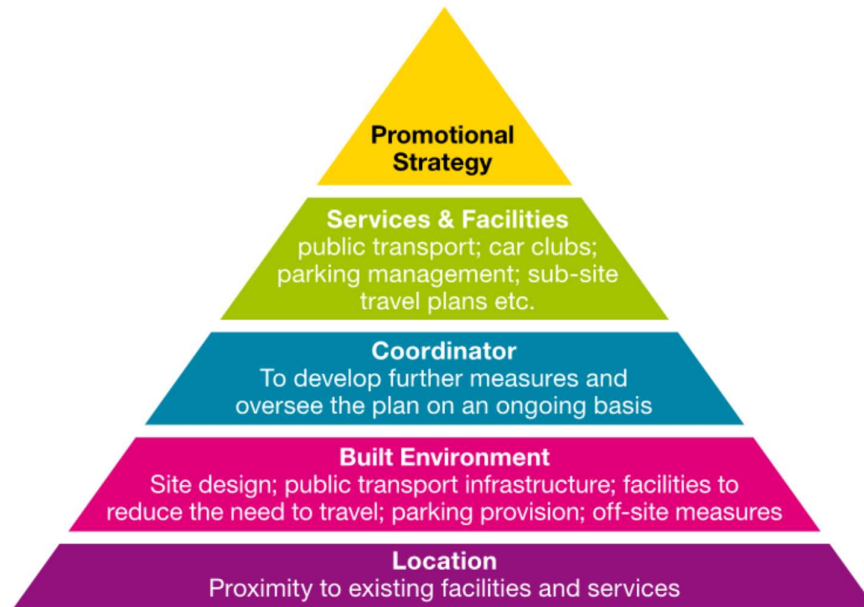 Promotional
Strategy
Services & Facilities
public transport; car clubs;
parking management; sub-site
travel plans etc.
Coordinator
To develop further measures and
oversee the plan on an ongoing basis
Built Environment
Site design; public transport infrastructure; facilities to
reduce the need to travel; parking provision; off-site measures
Location
Proximity to existing facilities and services